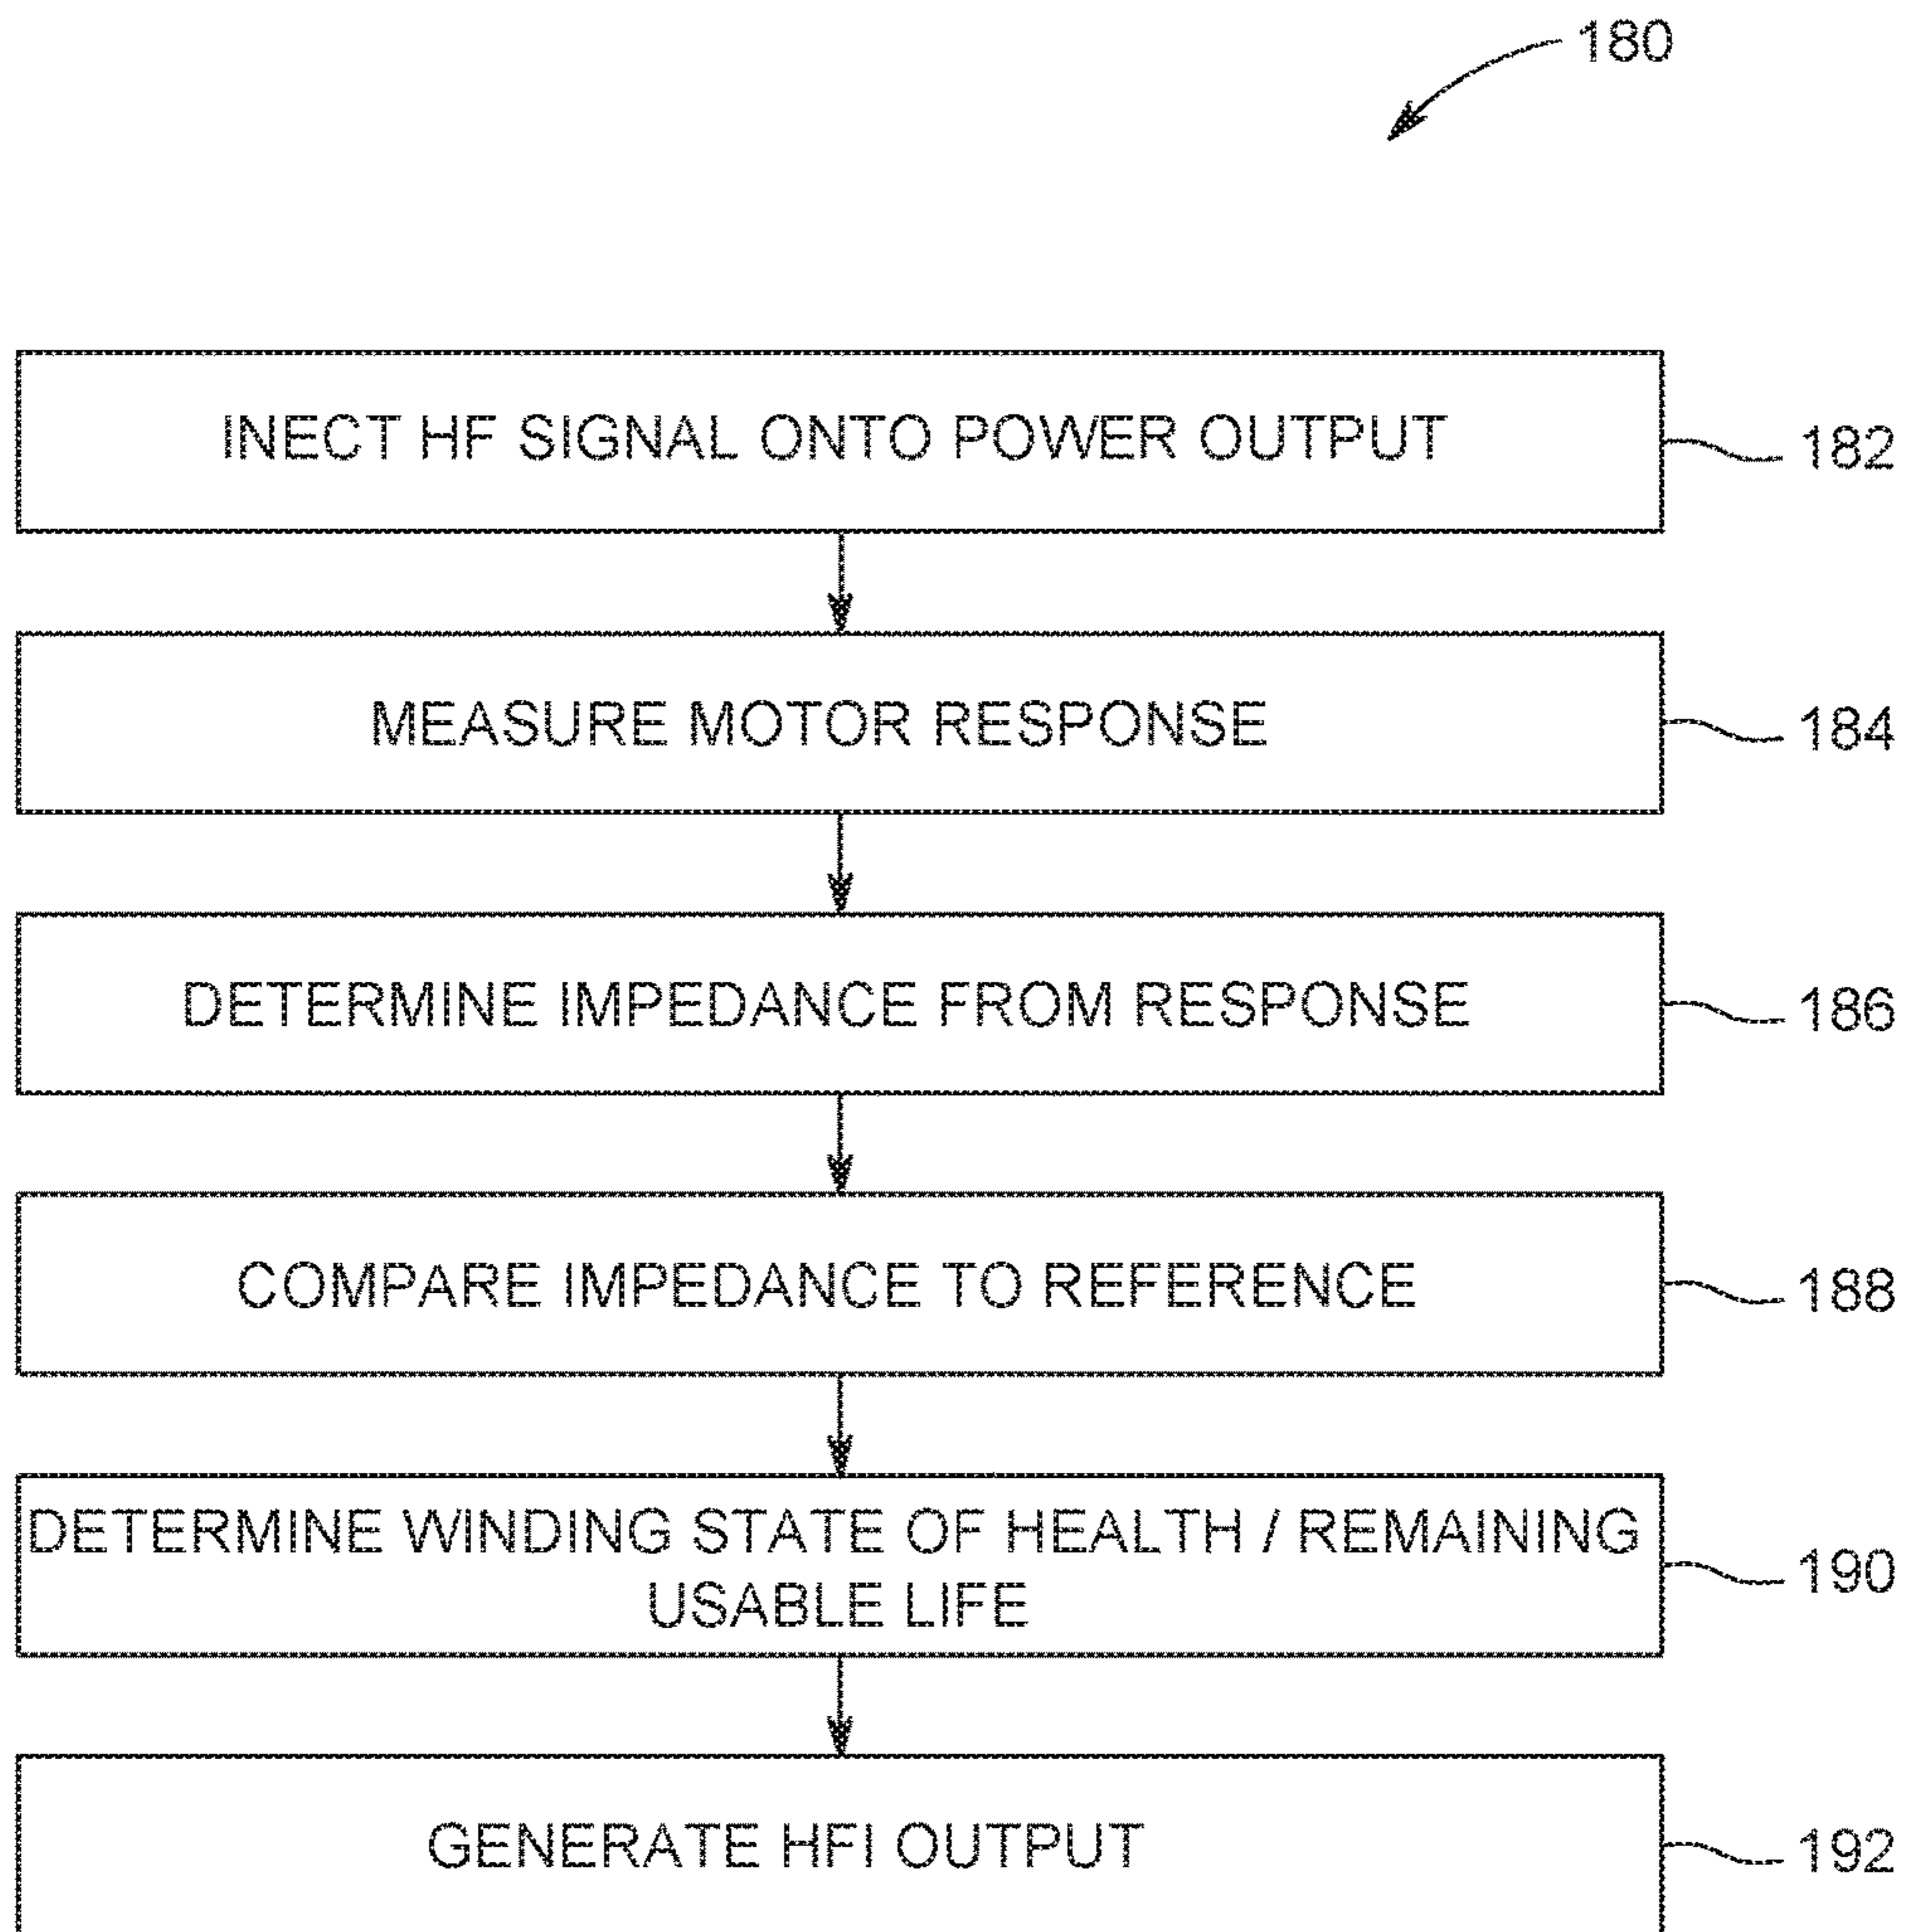 180
INECT HF SIGNAL ONTO POWER OUTPUT
182
MEASURE MOTOR RESPONSE
184
DETERMINE IMPEDANCE FROM RESPONSE
186
COMPARE IMPEDANCE TO REFERENCE
188
DETERMINE WINDING STATE OF HEALTH / REMAINING
USABLE LIFE
190
GENERATE HFI OUTPUT
192